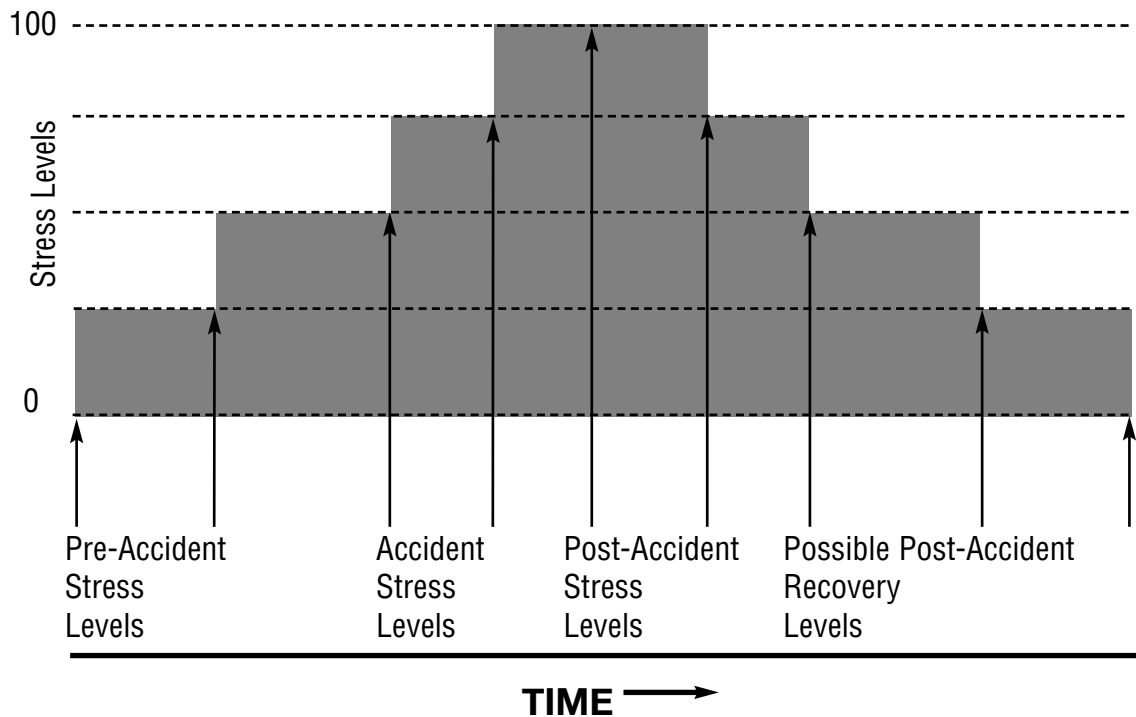 100
Stress Levels
0
Pre-Accident
Stress
Levels
Accident
Stress
Levels
Post-Accident
Stress
Levels
Possible Post-Accident
Recovery
Levels
TIME